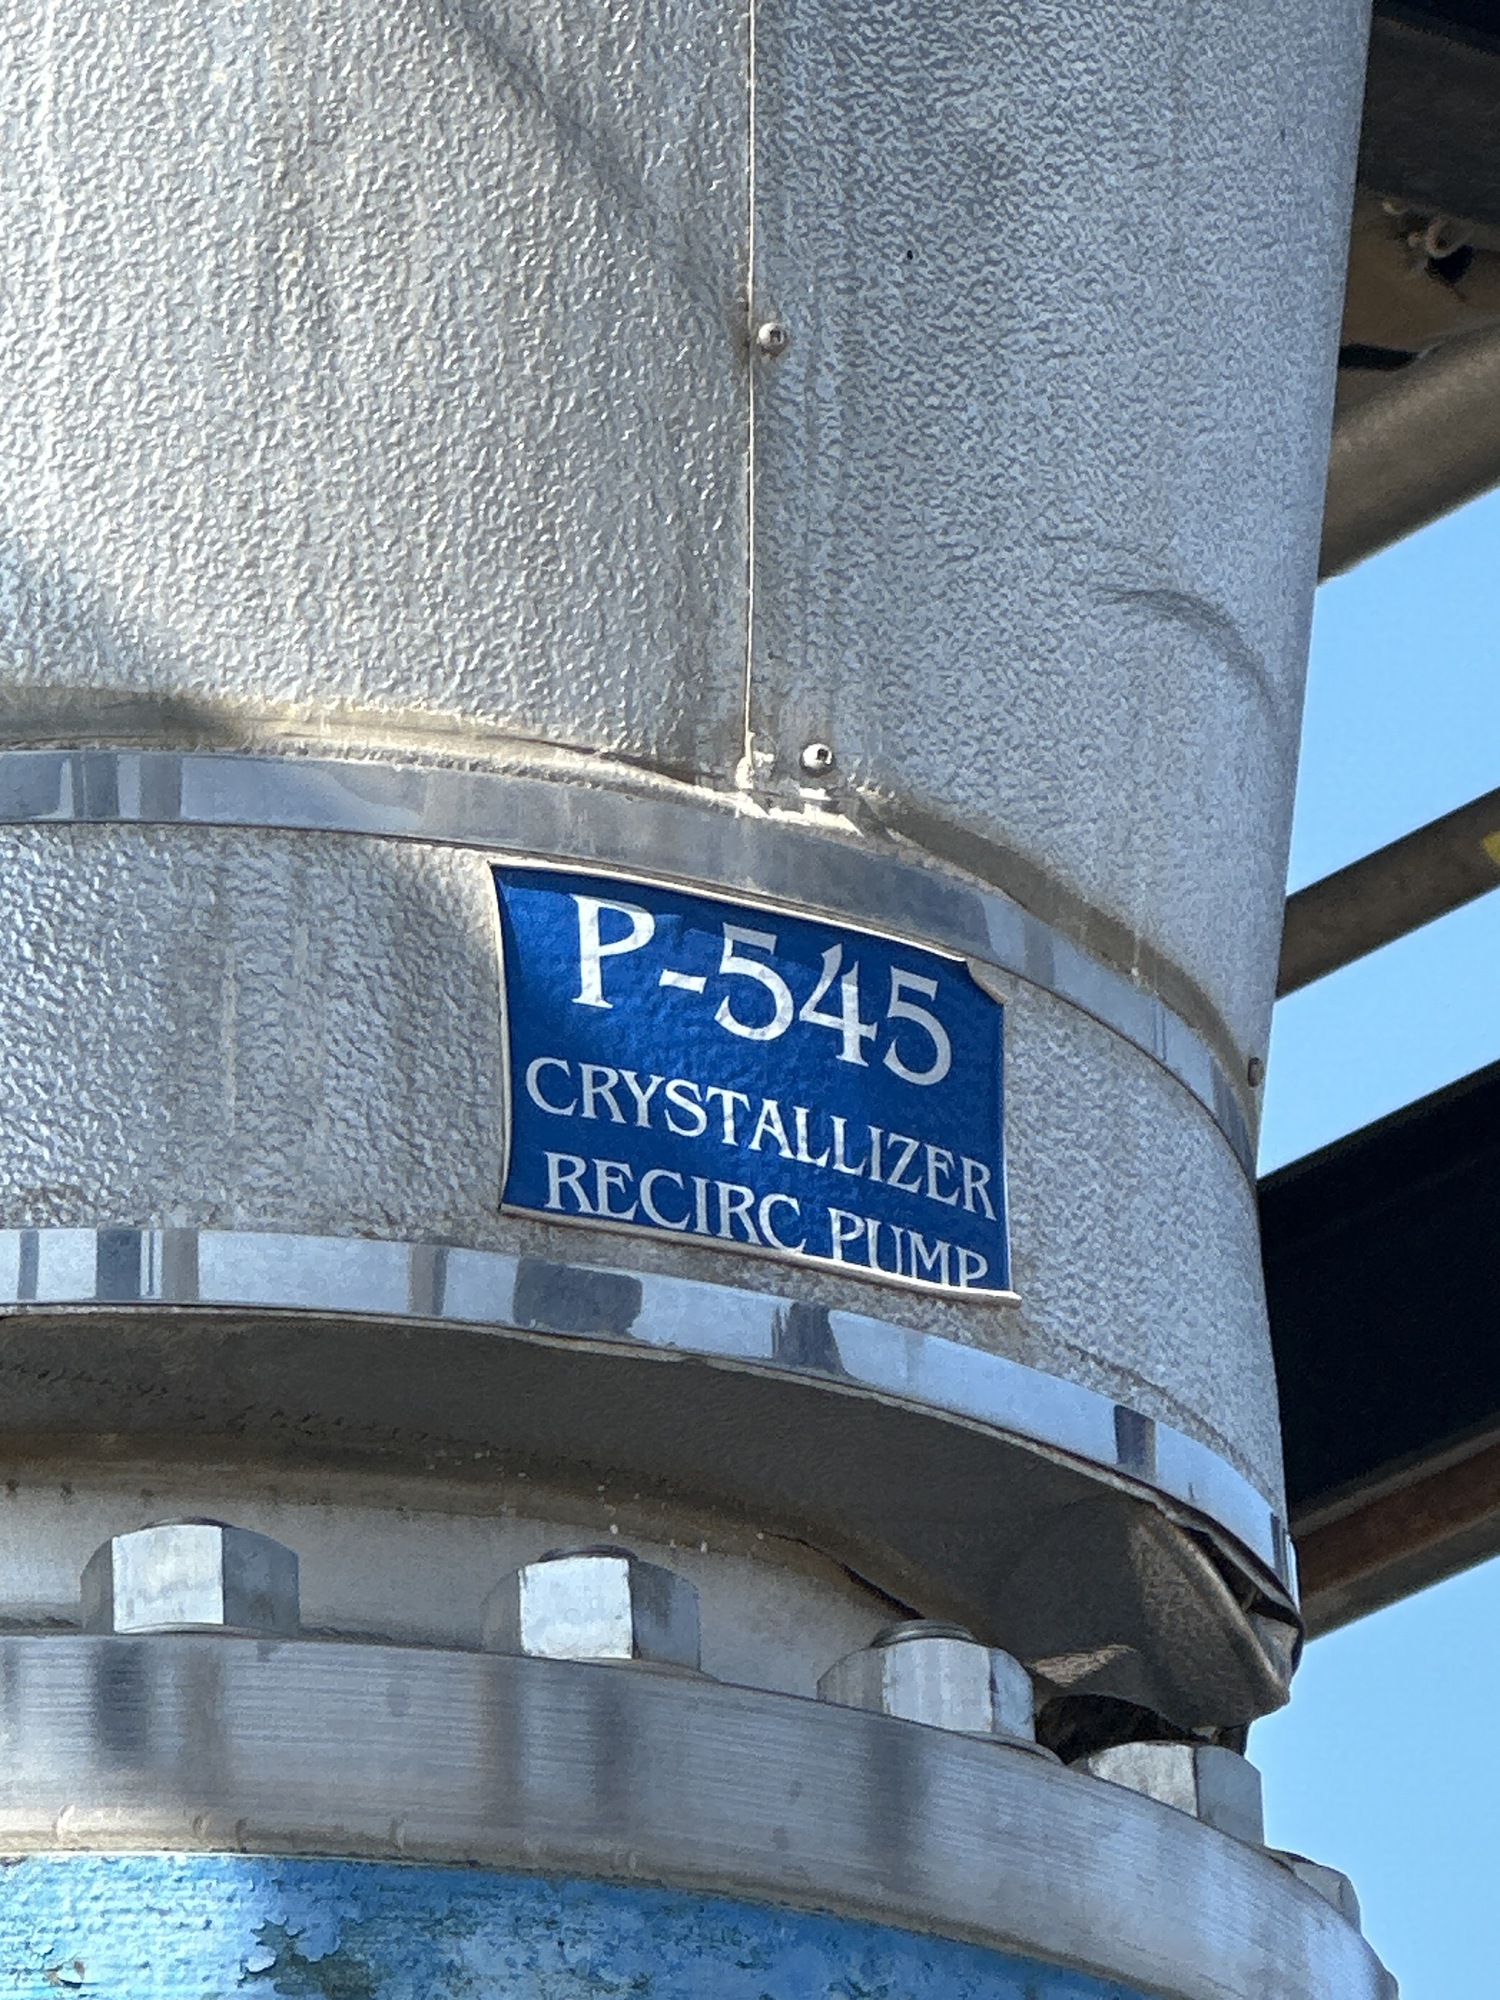 P-545
CRYSTALLIZER
RECIRC PUMP